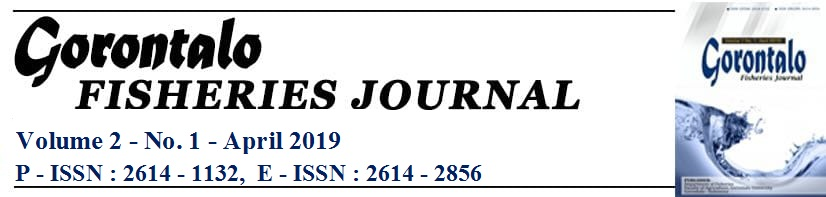 Gorontalo
FISHERIES JOURNAL
Volume 2 - No. 1 - April 2019
P - ISSN : 2614 - 1132, E - ISSN : 2614 - 2856
Gorontalo
Fisheries Journal